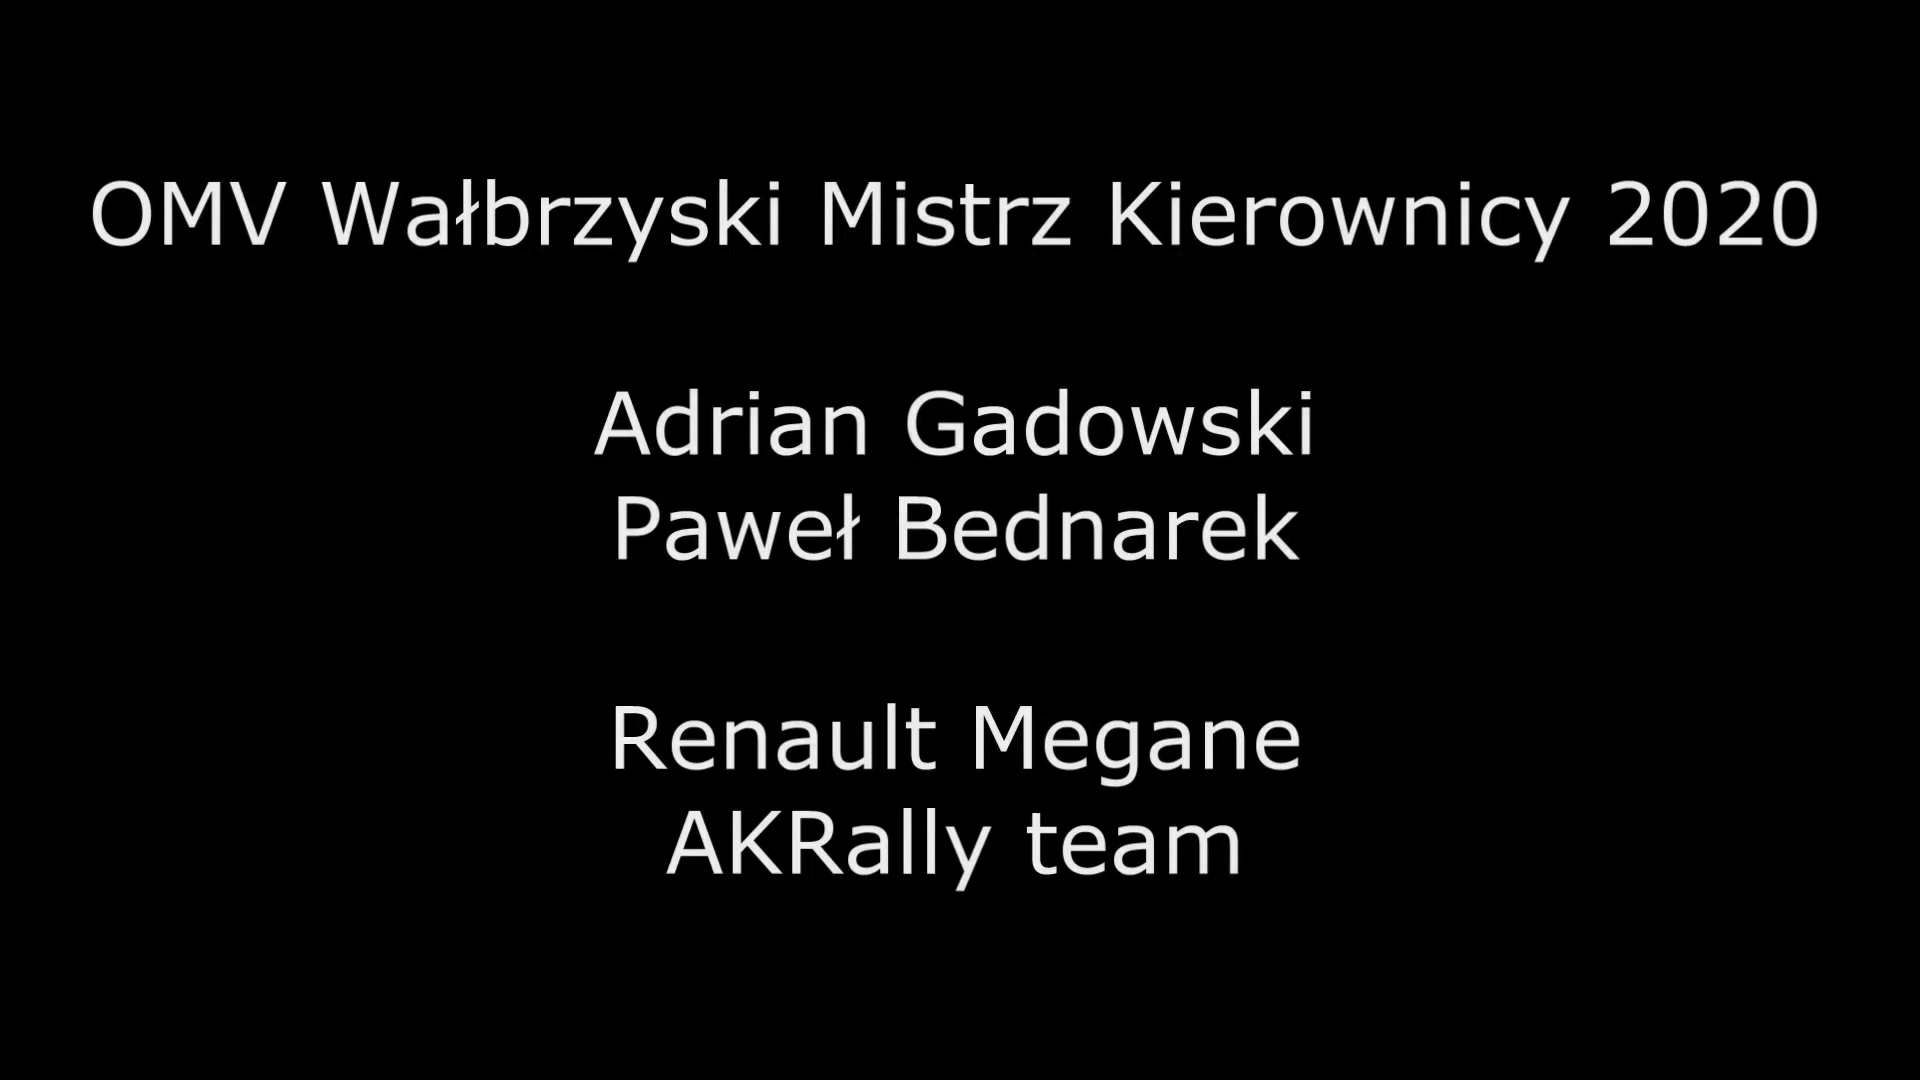 OMV Wałbrzyski Mistrz Kierownicy 2020
Adrian Gadowski
Paweł Bednarek
Renault Megane
AKRally team